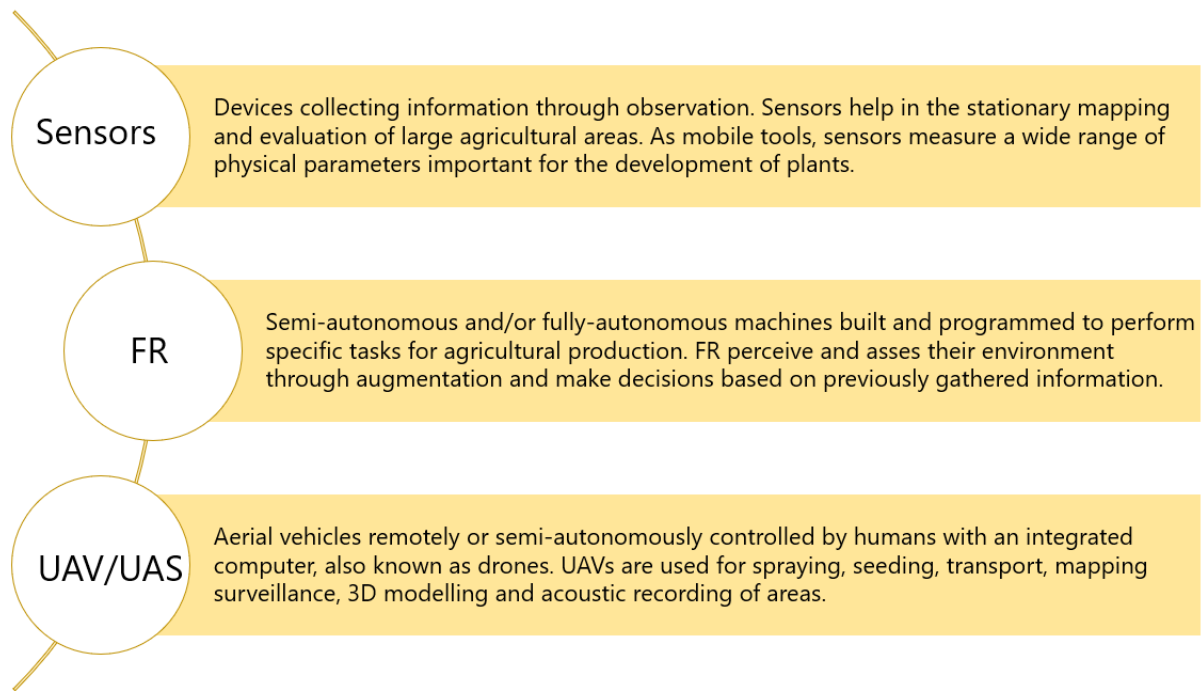 Sensors
Devices collecting information through observation. Sensors help in the stationary mapping
and evaluation of large agricultural areas. As mobile tools, sensors measure a wide range of
physical parameters important for the development of plants.
FR
Semi-autonomous and/or fully-autonomous machines built and programmed to perform
specific tasks for agricultural production. FR perceive and asses their environment
through augmentation and make decisions based on previously gathered information.
UAV/UAS
Aerial vehicles remotely or semi-autonomously controlled by humans with an integrated
computer, also known as drones. UAVs are used for spraying, seeding, transport, mapping
surveillance, 3D modelling and acoustic recording of areas.